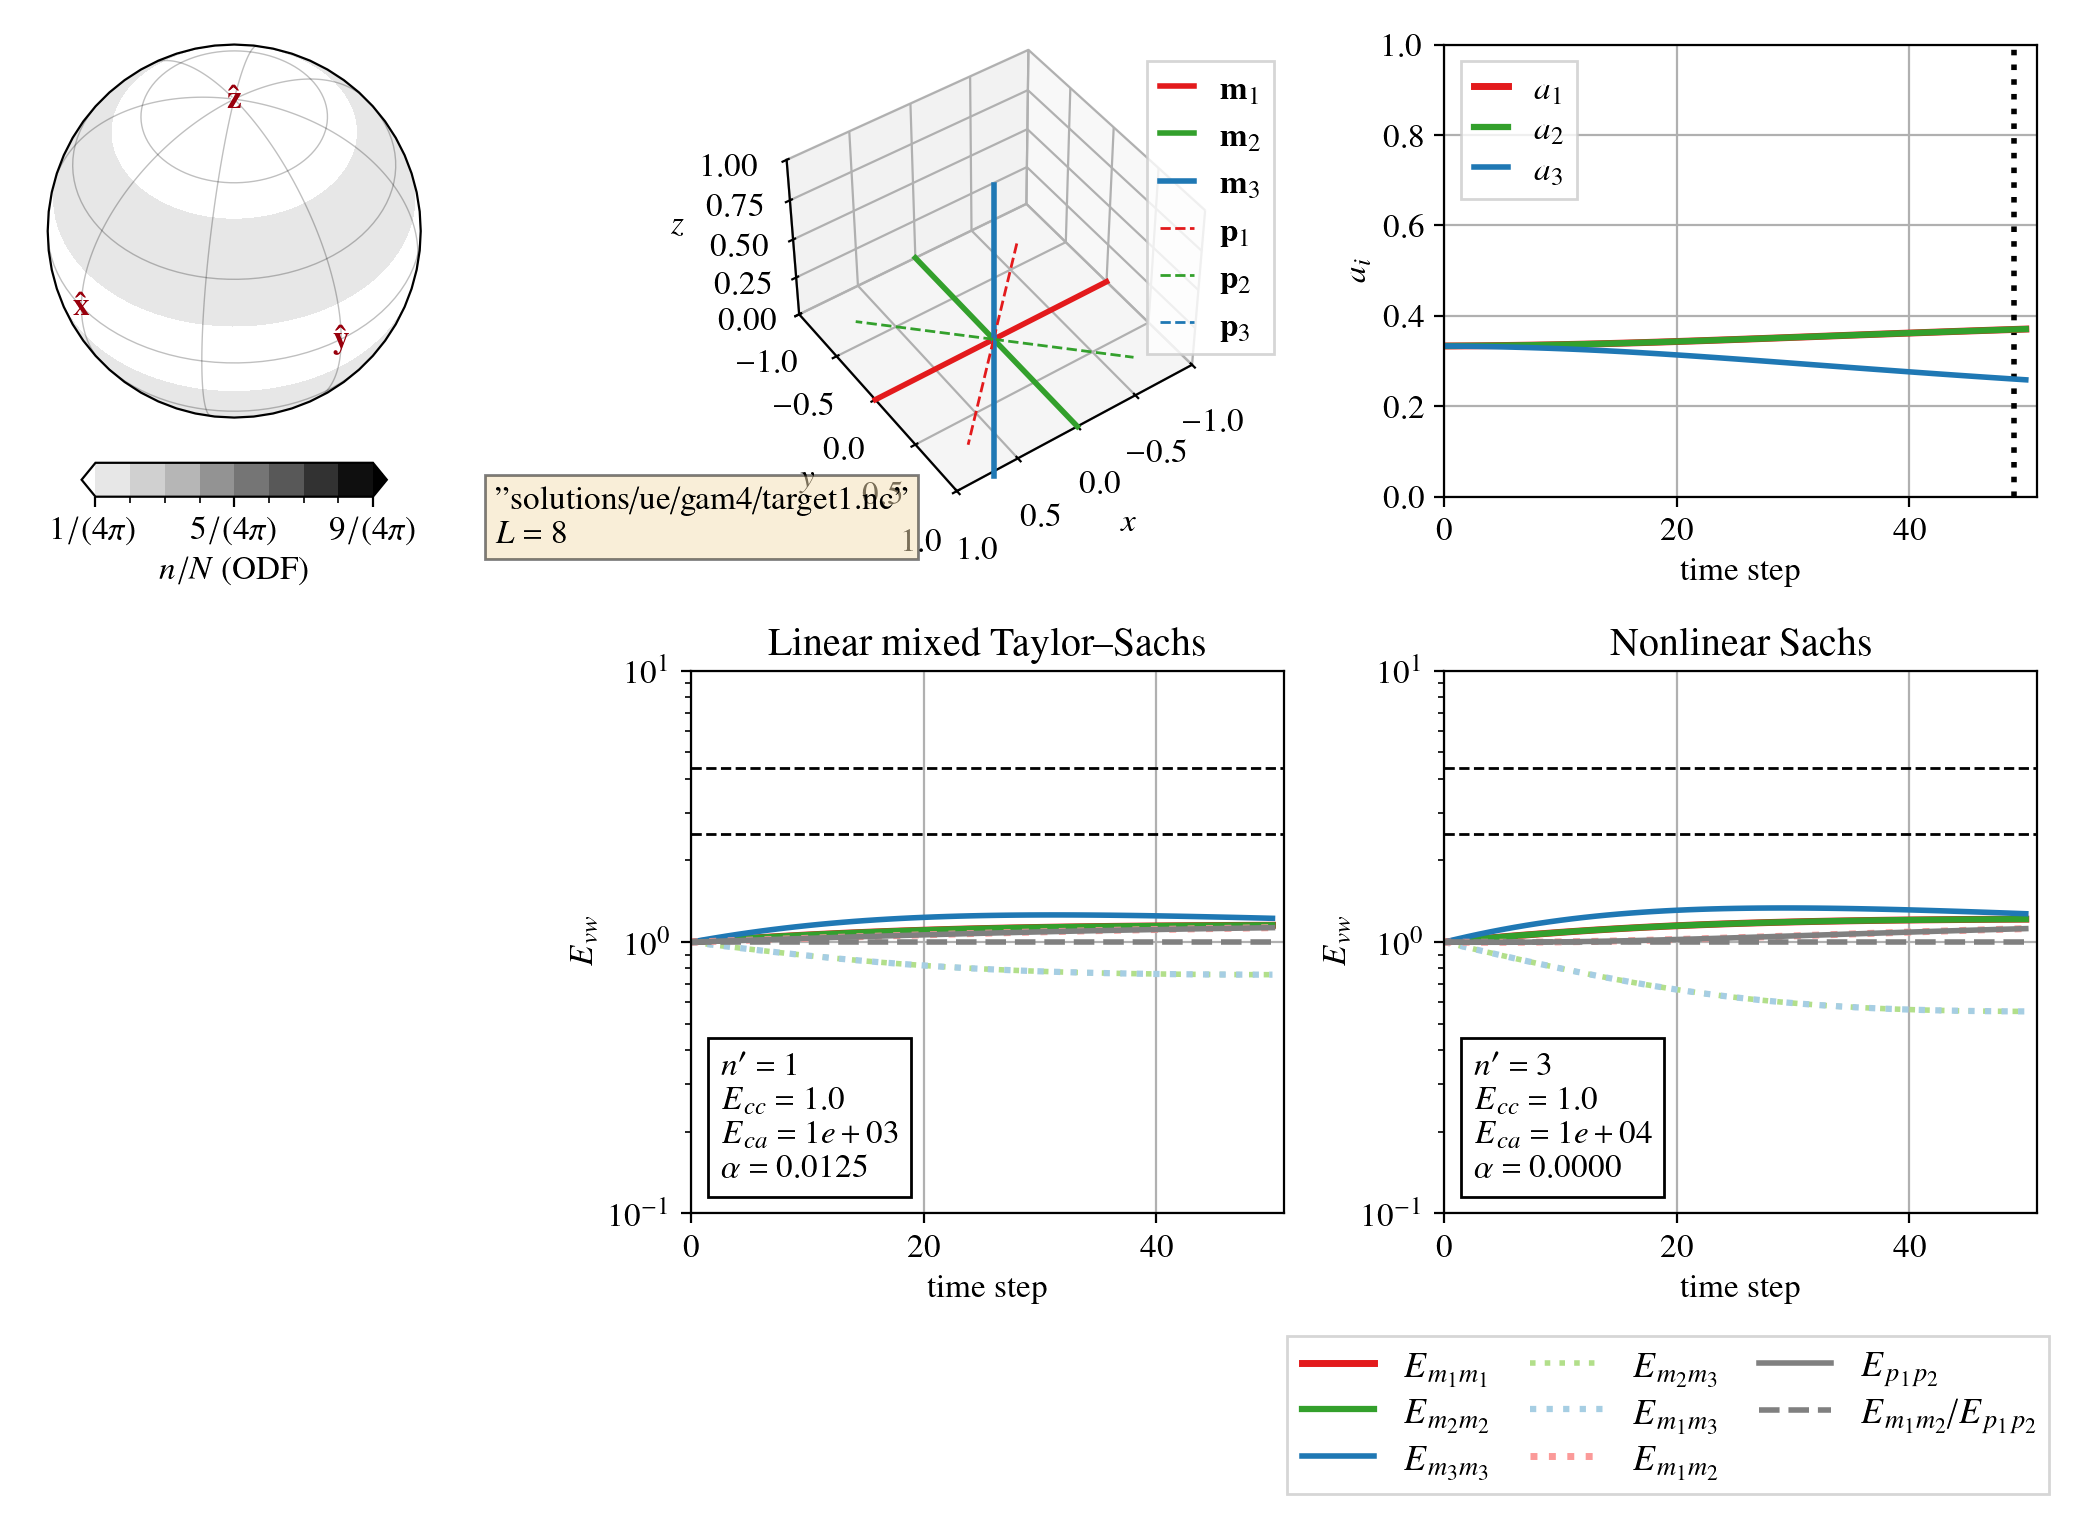 ẑ
x̂
ŷ
1/(4π) 5/(4π) 9/(4π)
n/N (ODF)
1.00
0.75
0.50
0.25
0.00
z
−1.0
−0.5
0.0
0.5
1.0
y
1.0
0.5
0.0
−0.5
−1.0
x
m1
m2
m3
p1
p2
p3
"solutions/ue/gam4/target1.nc"
L = 8
1.0
0.8
0.6
0.4
0.2
0.0
ai
a1
a2
a3
0 20 40
time step
Linear mixed Taylor–Sachs
10^1
10^0
10^−1
Evw
n′ = 1
Ecc = 1.0
Eca = 1e + 03
α = 0.0125
0 20 40
time step
Nonlinear Sachs
10^1
10^0
10^−1
Evw
n′ = 3
Ecc = 1.0
Eca = 1e + 04
α = 0.0000
0 20 40
time step
Em1m1
Em2m2
Em3m3
Em2m3
Em1m3
Em1m2
Ep1p2
Em1m2/Ep1p2